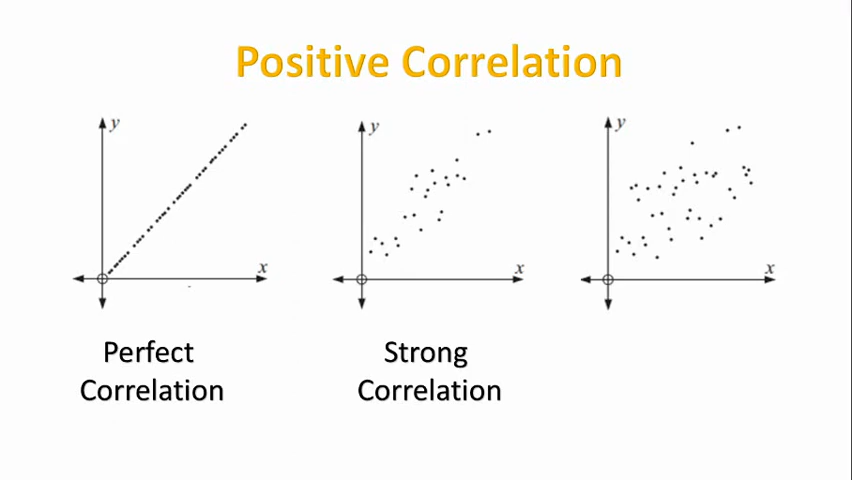 Positive Correlation
y
y
y
x
x
x
Perfect
Correlation
Strong
Correlation